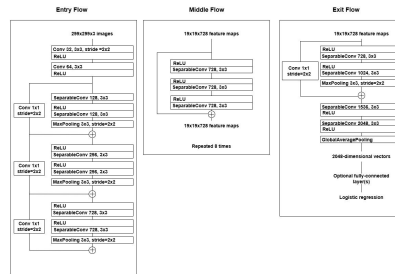 Entry Flow
299x299x3 images
Conv 32, 3x3, stride =2x2
ReLU
Conv 64, 3x3
ReLU
Conv 1x1
stride=2x2
SeparableConv 128, 3x3
ReLU
SeparableConv 128, 3x3
MaxPooling 3x3, stride=2x2
Conv 1x1
stride=2x2
ReLU
SeparableConv 256, 3x3
ReLU
SeparableConv 256, 3x3
MaxPooling 3x3, stride=2x2
Conv 1x1
stride=2x2
ReLU
SeparableConv 728, 3x3
ReLU
SeparableConv 728, 3x3
MaxPooling 3x3, stride=2x2
Middle Flow
19x19x728 feature maps
ReLU
SeparableConv 728, 3x3
ReLU
SeparableConv 728, 3x3
ReLU
SeparableConv 728, 3x3
19x19x728 feature maps
Repeated 8 times
Exit Flow
19x19x728 feature maps
Conv 1x1
stride=2x2
ReLU
SeparableConv 728, 3x3
ReLU
SeparableConv 1024, 3x3
MaxPooling 3x3, stride=2x2
SeparableConv 1536, 3x3
ReLU
SeparableConv 2048, 3x3
ReLU
GlobalAveragePooling
2048-dimensional vectors
Optional fully-connected
layer(s)
Logistic regression